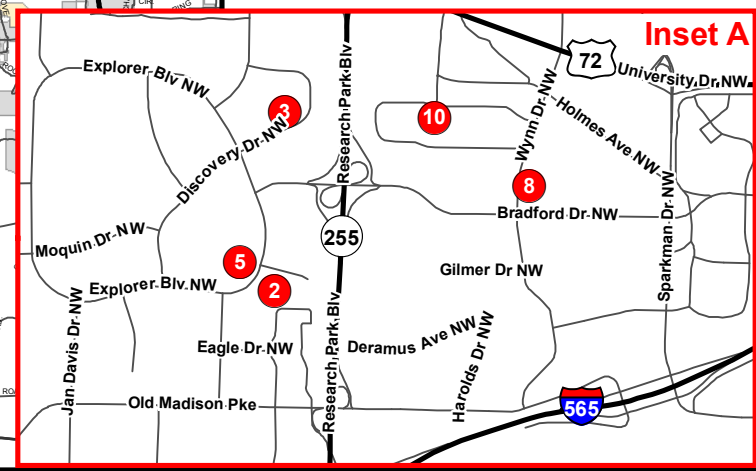 Inset A
72
University Dr NW
Explorer Blv NW
Research Park Blv
3
10
Wynn Dr NW
Holmes Ave NW
Discovery Dr NW
8
Bradford Dr NW
Sparkman Dr NW
Moquin Dr NW
255
5
2
Gilmer Dr NW
Explorer Blv NW
Jan Davis Dr NW
Eagle Dr NW
Research Park Blv
Deramus Ave NW
Harolds Dr NW
Old Madison Pke
565